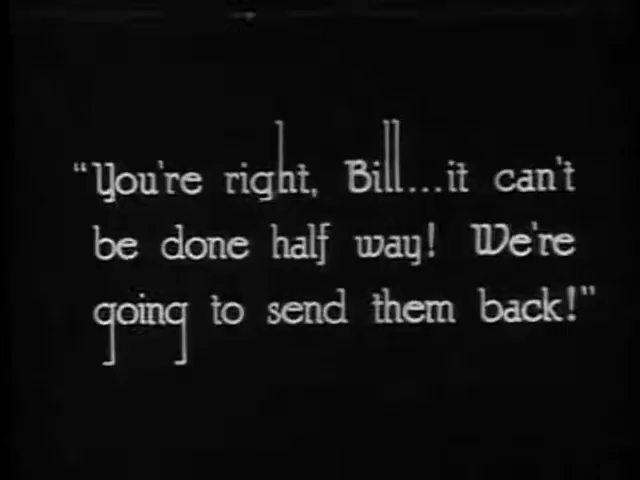 "You're right, Bill...it can't
be done half way! We're
going to send them back!"